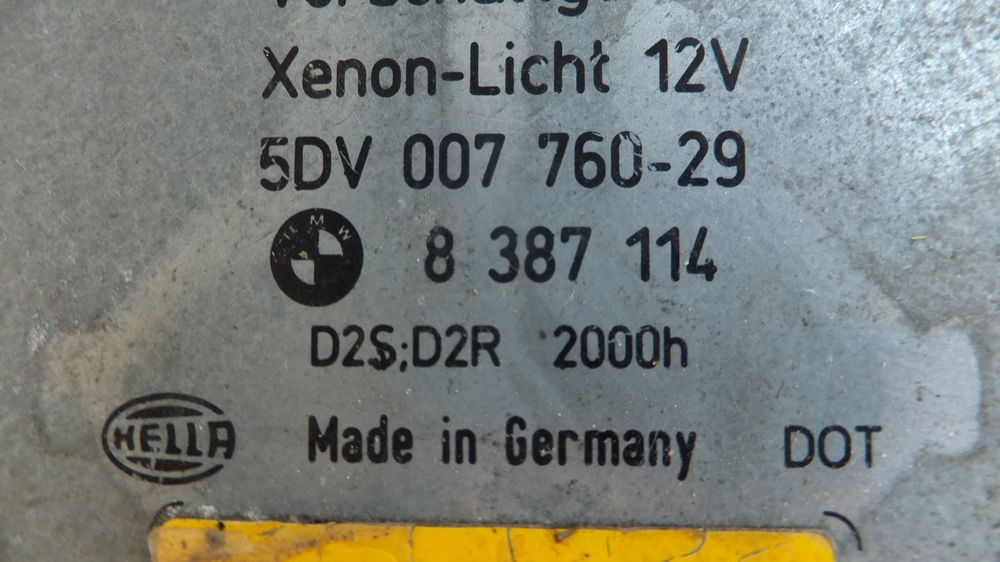 Xenon-Licht 12V
5DV 007 760-29
BMW 8 387 114
D2S;D2R 2000h
HELLA Made in Germany DOT